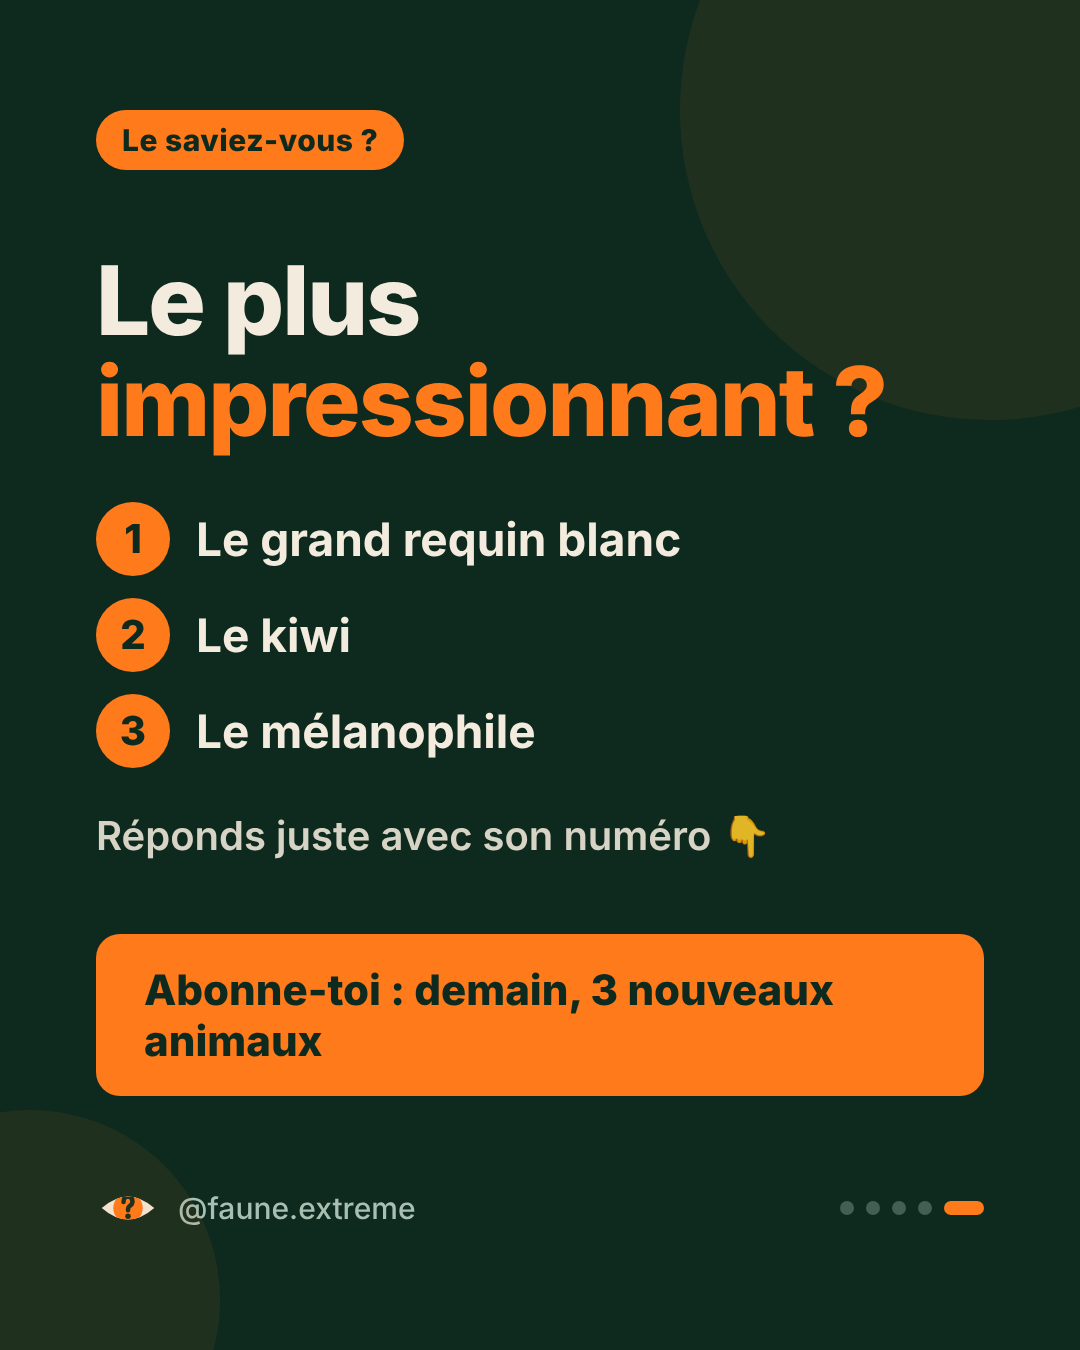 Le saviez-vous ?
Le plus
impressionnant ?
1 Le grand requin blanc
2 Le kiwi
3 Le mélanophile
Réponds juste avec son numéro 👇
Abonne-toi : demain, 3 nouveaux
animaux
? @faune.extreme